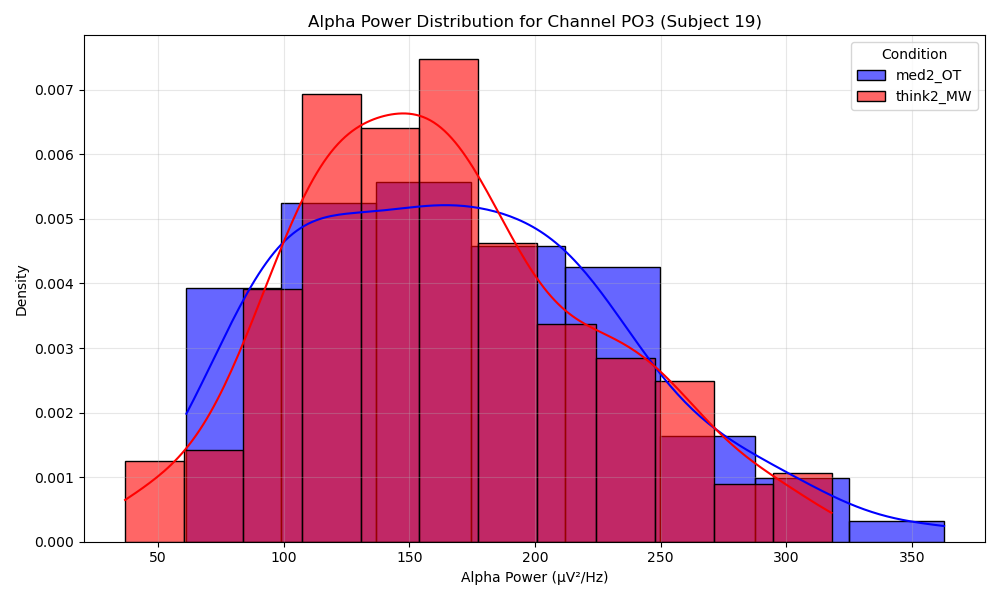 Alpha Power Distribution for Channel PO3 (Subject 19)
Condition
med2_OT
think2_MW
Density
0.007
0.006
0.005
0.004
0.003
0.002
0.001
0.000
50 100 150 200 250 300 350
Alpha Power (μV²/Hz)